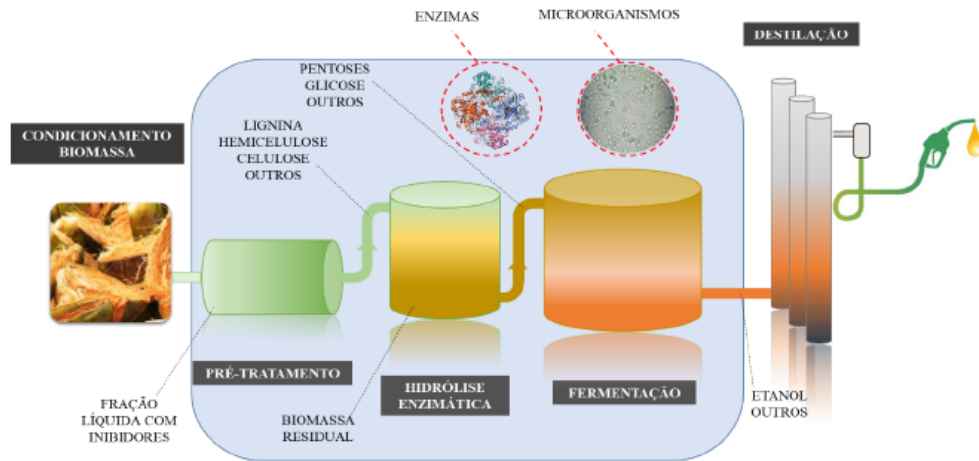 ENZIMAS
MICROORGANISMOS
DESTILAÇÃO
PENTOSES
GLICOSE
OUTROS
CONDICIONAMENTO
BIOMASSA
LIGNINA
HEMICELULOSE
CELULOSE
OUTROS
PRÉ-TRATAMENTO
HIDRÓLISE
ENZIMÁTICA
FERMENTAÇÃO
FRAÇÃO
LÍQUIDA COM
INIBIDORES
BIOMASSA
RESIDUAL
ETANOL
OUTROS